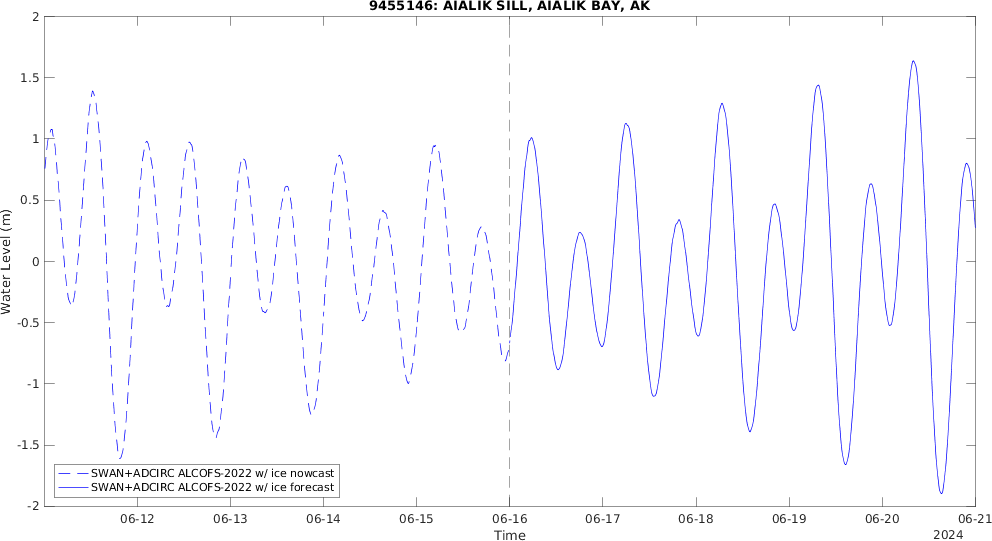 9455146: AIALIK SILL, AIALIK BAY, AK
2
1.5
1
0.5
0
-0.5
-1
-1.5
-2
Water Level (m)
SWAN+ADCIRC ALCOFS-2022 w/ ice nowcast
SWAN+ADCIRC ALCOFS-2022 w/ ice forecast
06-12 06-13 06-14 06-15 06-16 06-17 06-18 06-19 06-20 06-21
Time
2024